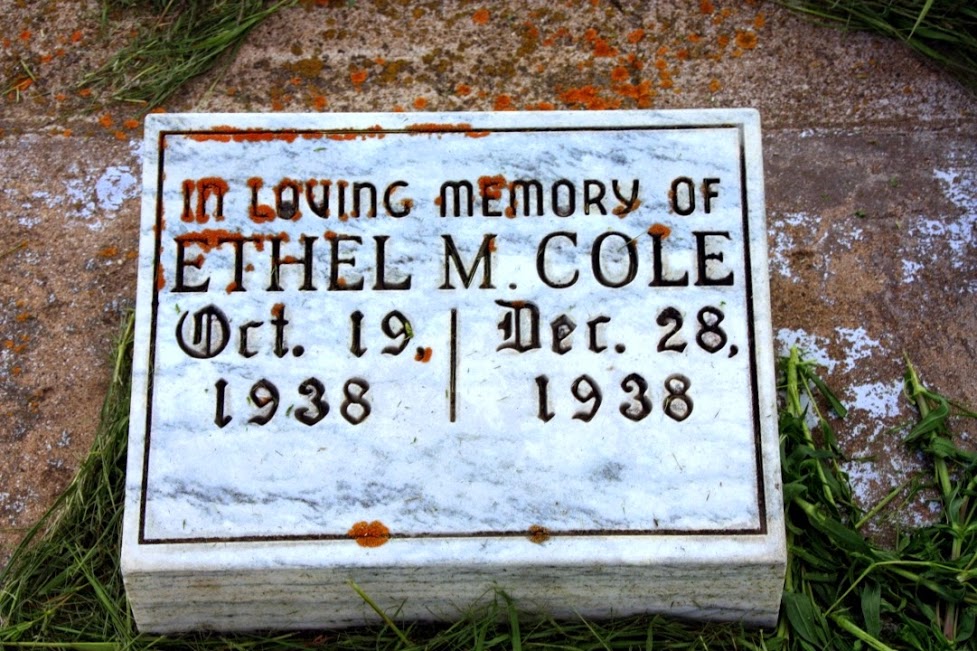 IN LOVING MEMORY OF
ETHEL M. COLE
Oct. 19, Dec. 28,
1938 1938